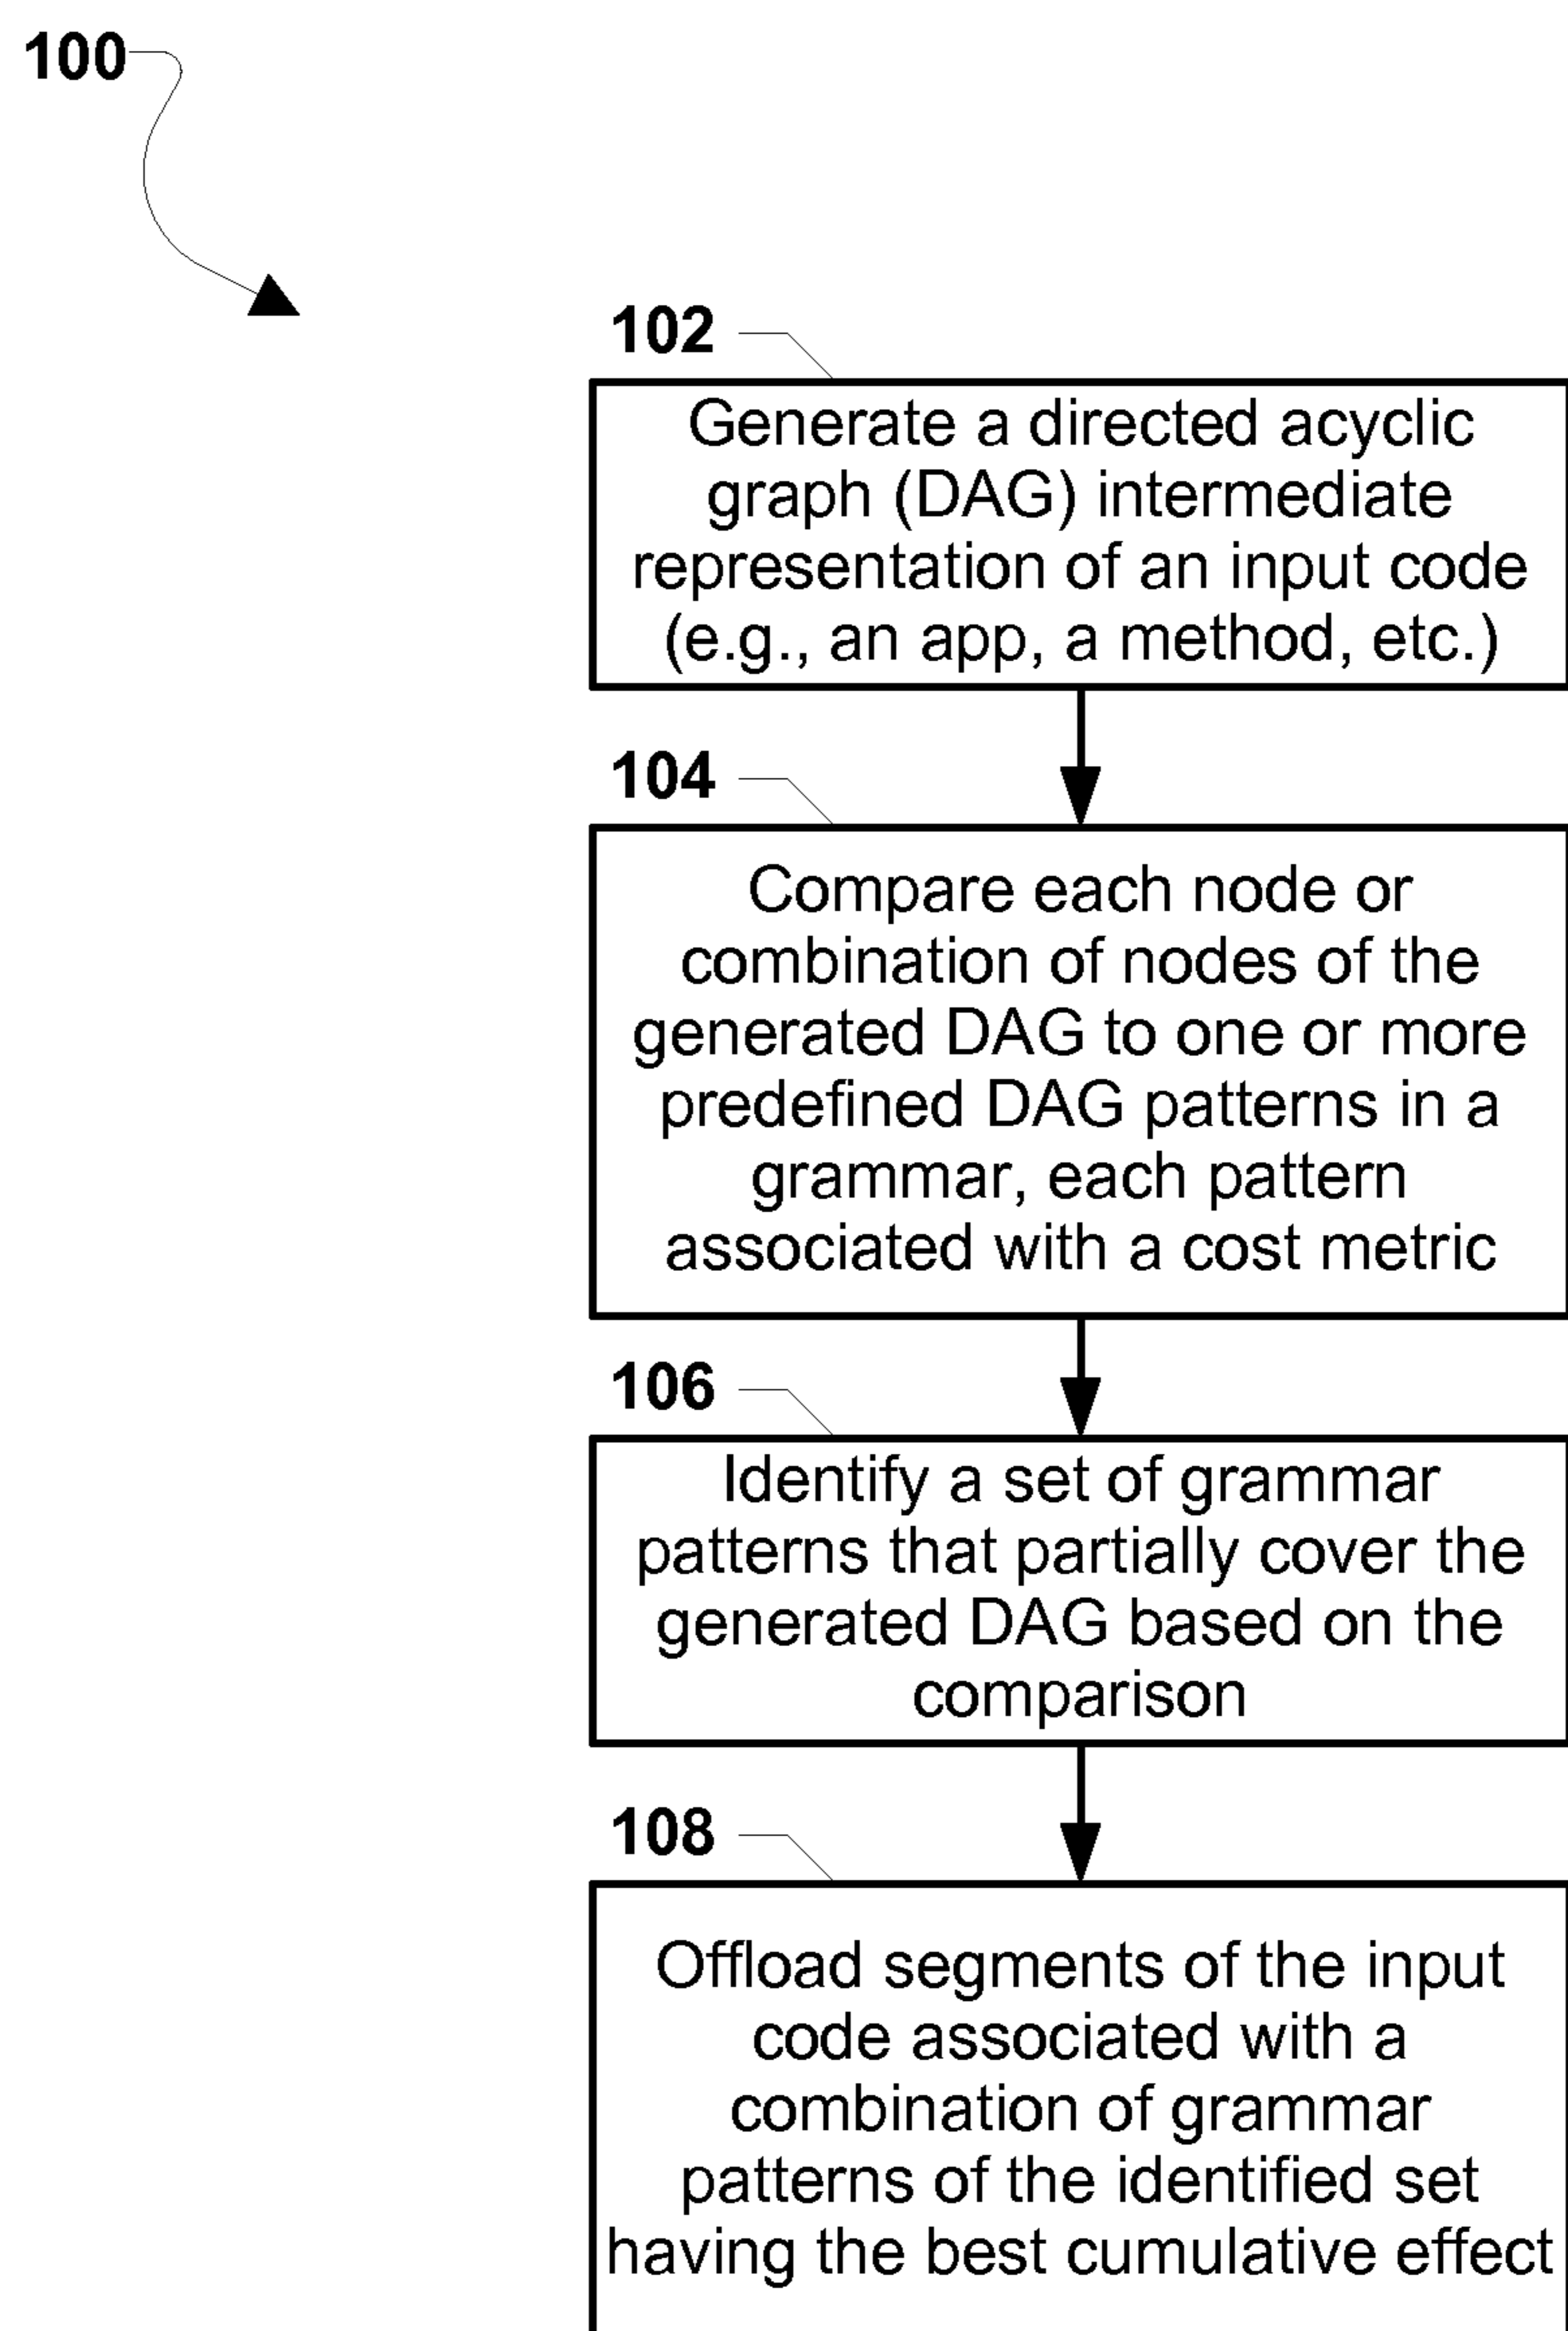 100
102
Generate a directed acyclic
graph (DAG) intermediate
representation of an input code
(e.g., an app, a method, etc.)
104
Compare each node or
combination of nodes of the
generated DAG to one or more
predefined DAG patterns in a
grammar, each pattern
associated with a cost metric
106
Identify a set of grammar
patterns that partially cover the
generated DAG based on the
comparison
108
Offload segments of the input
code associated with a
combination of grammar
patterns of the identified set
having the best cumulative effect